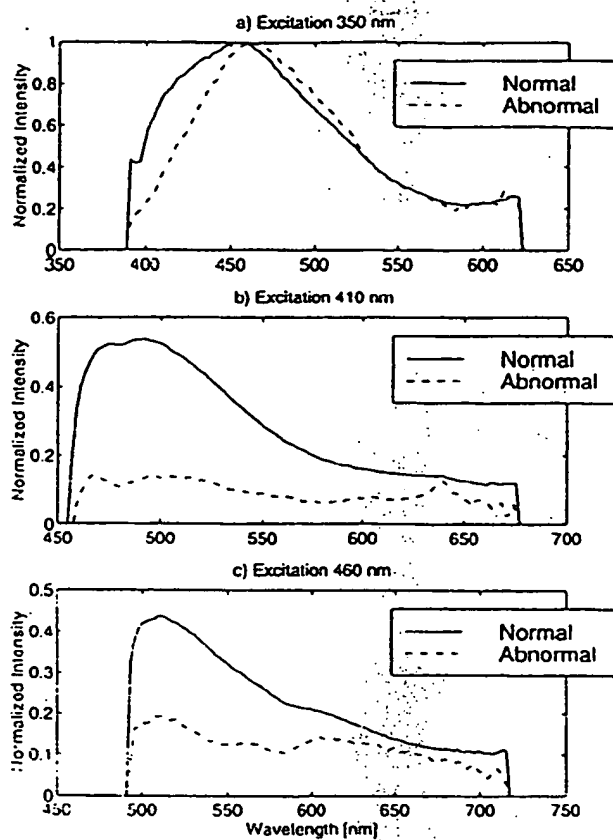 a) Excitation 350 nm
Normalized Intensity
1
0.8
0.6
0.4
0.2
0
350 400 450 500 550 600 650
Normal
Abnormal
b) Excitation 410 nm
Normalized Intensity
0.6
0.4
0.2
0
450 500 550 600 650 700
Normal
Abnormal
c) Excitation 460 nm
Normalized Intensity
0.5
0.4
0.3
0.2
0.1
0
450 500 550 600 650 700 750
Normal
Abnormal
Wavelength [nm]